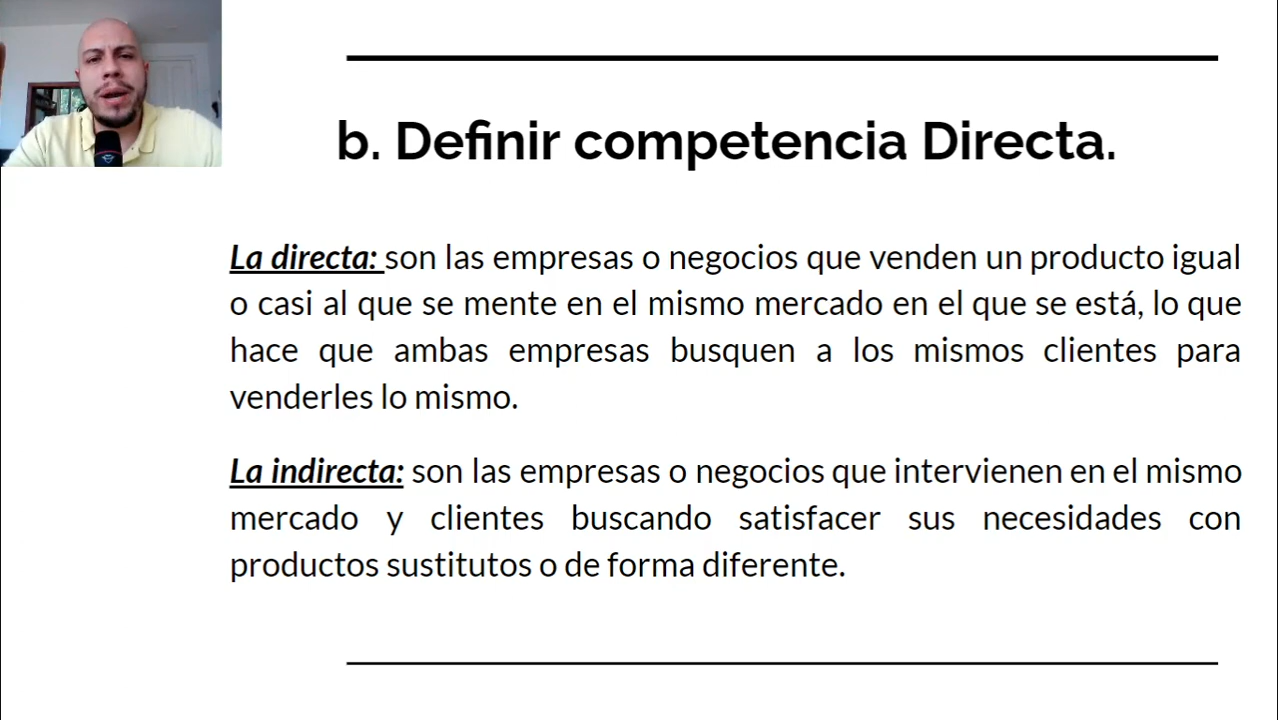 b. Definir competencia Directa.
La directa: son las empresas o negocios que venden un producto igual
o casi al que se mente en el mismo mercado en el que se está, lo que
hace que ambas empresas busquen a los mismos clientes para
venderles lo mismo.
La indirecta: son las empresas o negocios que intervienen en el mismo
mercado y clientes buscando satisfacer sus necesidades con
productos sustitutos o de forma diferente.